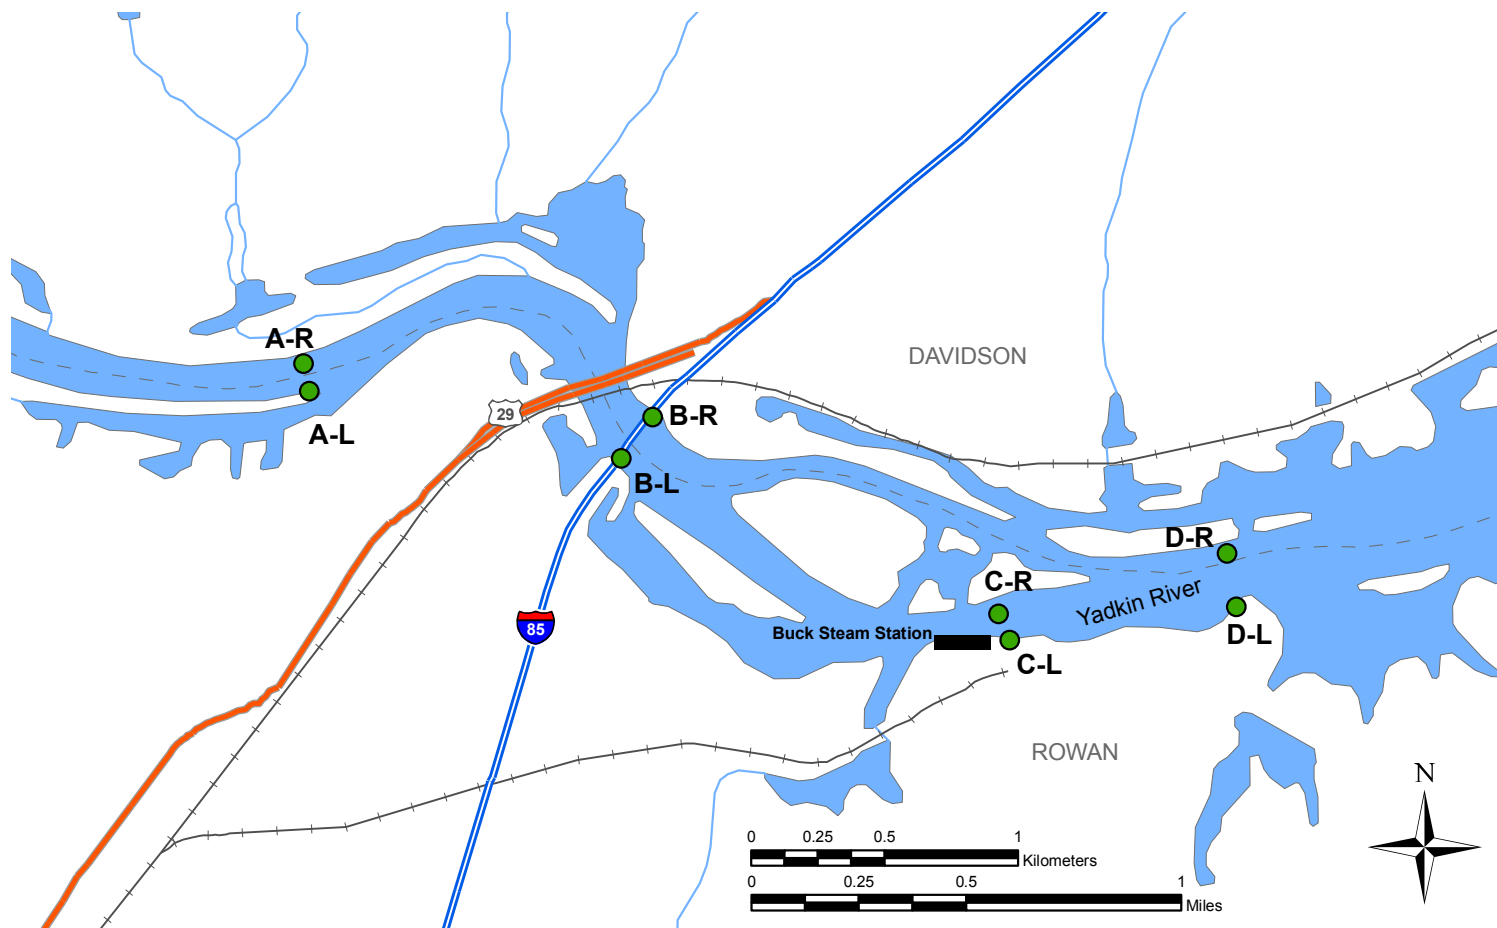 A-R
DAVIDSON
29
B-R
A-L
B-L
D-R
C-R
Yadkin River
85
Buck Steam Station
D-L
C-L
ROWAN
N
0 0.25 0.5 1
Kilometers
0 0.25 0.5 1
Miles